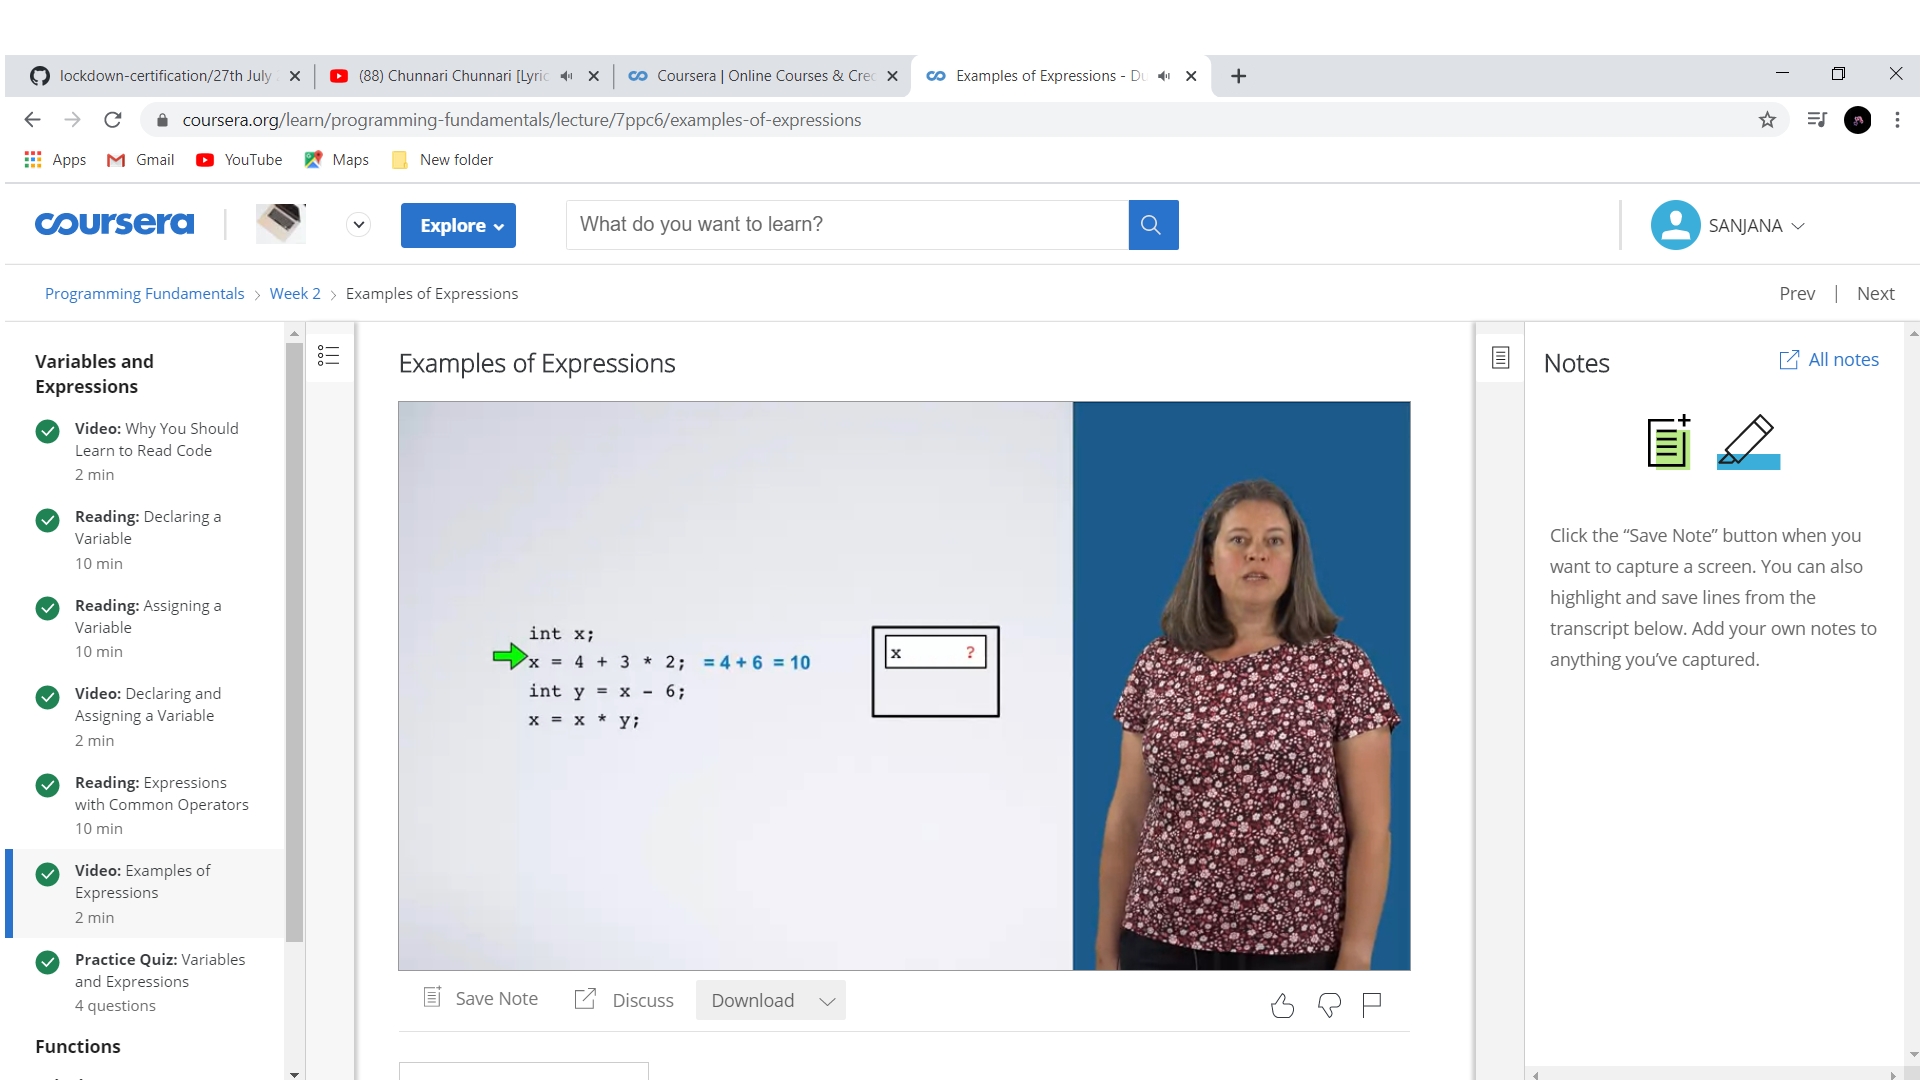 lockdown-certification/27th July
(88) Chunnari Chunnari [Lyric
Coursera | Online Courses & Cred
Examples of Expressions - Du
coursera.org/learn/programming-fundamentals/lecture/7ppc6/examples-of-expressions
Apps
Gmail
YouTube
Maps
New folder
coursera
Explore
What do you want to learn?
SANJANA
Programming Fundamentals > Week 2 > Examples of Expressions
Prev | Next
Variables and
Expressions
Video: Why You Should
Learn to Read Code
2 min
Reading: Declaring a
Variable
10 min
Reading: Assigning a
Variable
10 min
Video: Declaring and
Assigning a Variable
2 min
Reading: Expressions
with Common Operators
10 min
Video: Examples of
Expressions
2 min
Practice Quiz: Variables
and Expressions
4 questions
Functions
Examples of Expressions
int x;
x = 4 + 3 * 2; = 4 + 6 = 10
int y = x - 6;
x = x * y;
x ?
Save Note
Discuss
Download
Notes
All notes
Click the “Save Note” button when you
want to capture a screen. You can also
highlight and save lines from the
transcript below. Add your own notes to
anything you’ve captured.